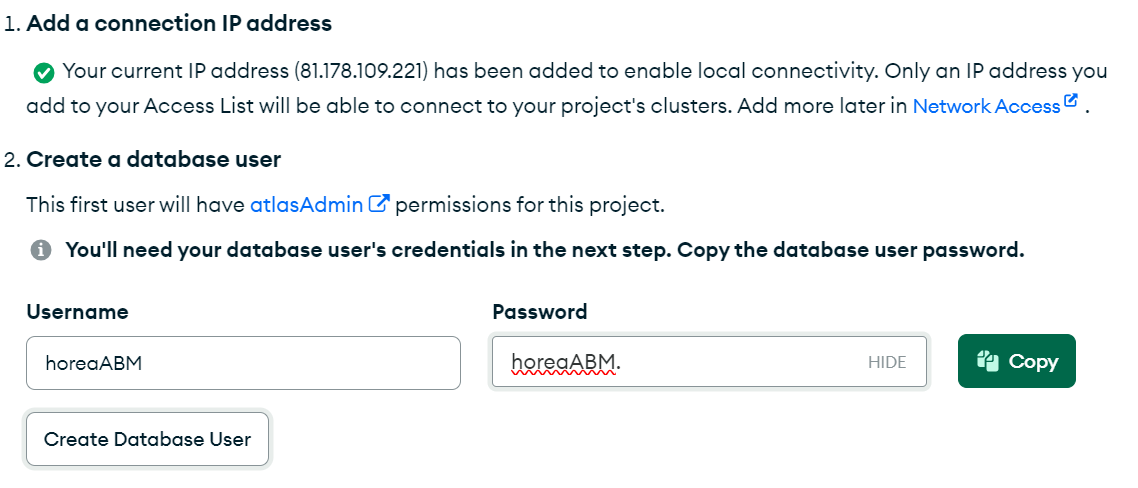 1. Add a connection IP address
Your current IP address (81.178.109.221) has been added to enable local connectivity. Only an IP address you
add to your Access List will be able to connect to your project's clusters. Add more later in Network Access .
2. Create a database user
This first user will have atlasAdmin permissions for this project.
You'll need your database user's credentials in the next step. Copy the database user password.
Username
Password
horeaABM
horeaABM.
HIDE
Copy
Create Database User